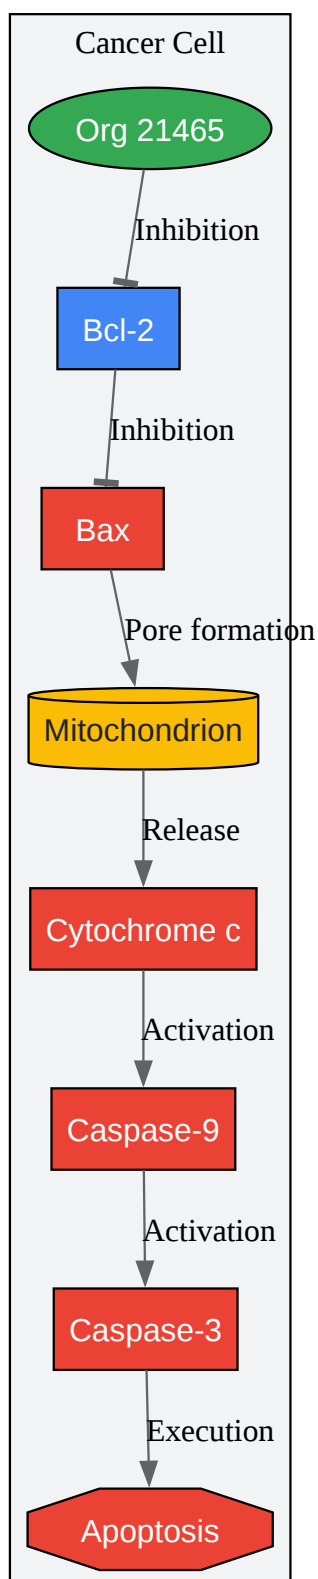 Cancer Cell
Org 21465
Inhibition
Bcl-2
Inhibition
Bax
Pore formation
Mitochondrion
Release
Cytochrome c
Activation
Caspase-9
Activation
Caspase-3
Execution
Apoptosis